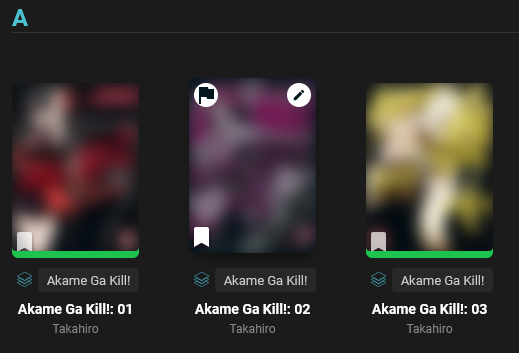 A
Akame Ga Kill!
Akame Ga Kill!
Akame Ga Kill!
Akame Ga Kill!: 01
Akame Ga Kill!: 02
Akame Ga Kill!: 03
Takahiro
Takahiro
Takahiro